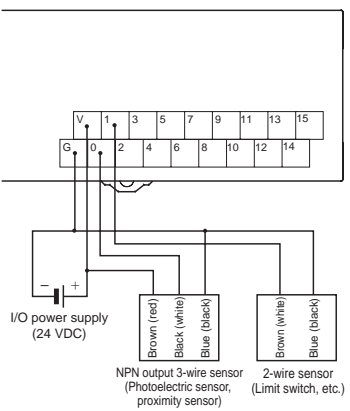 V 1 3 5 7 9 11 13 15
G 0 2 4 6 8 10 12 14
− +
I/O power supply
(24 VDC)
Brown (red)
Black (white)
Blue (black)
Brown (white)
Blue (black)
NPN output 3-wire sensor
(Photoelectric sensor,
proximity sensor)
2-wire sensor
(Limit switch, etc.)